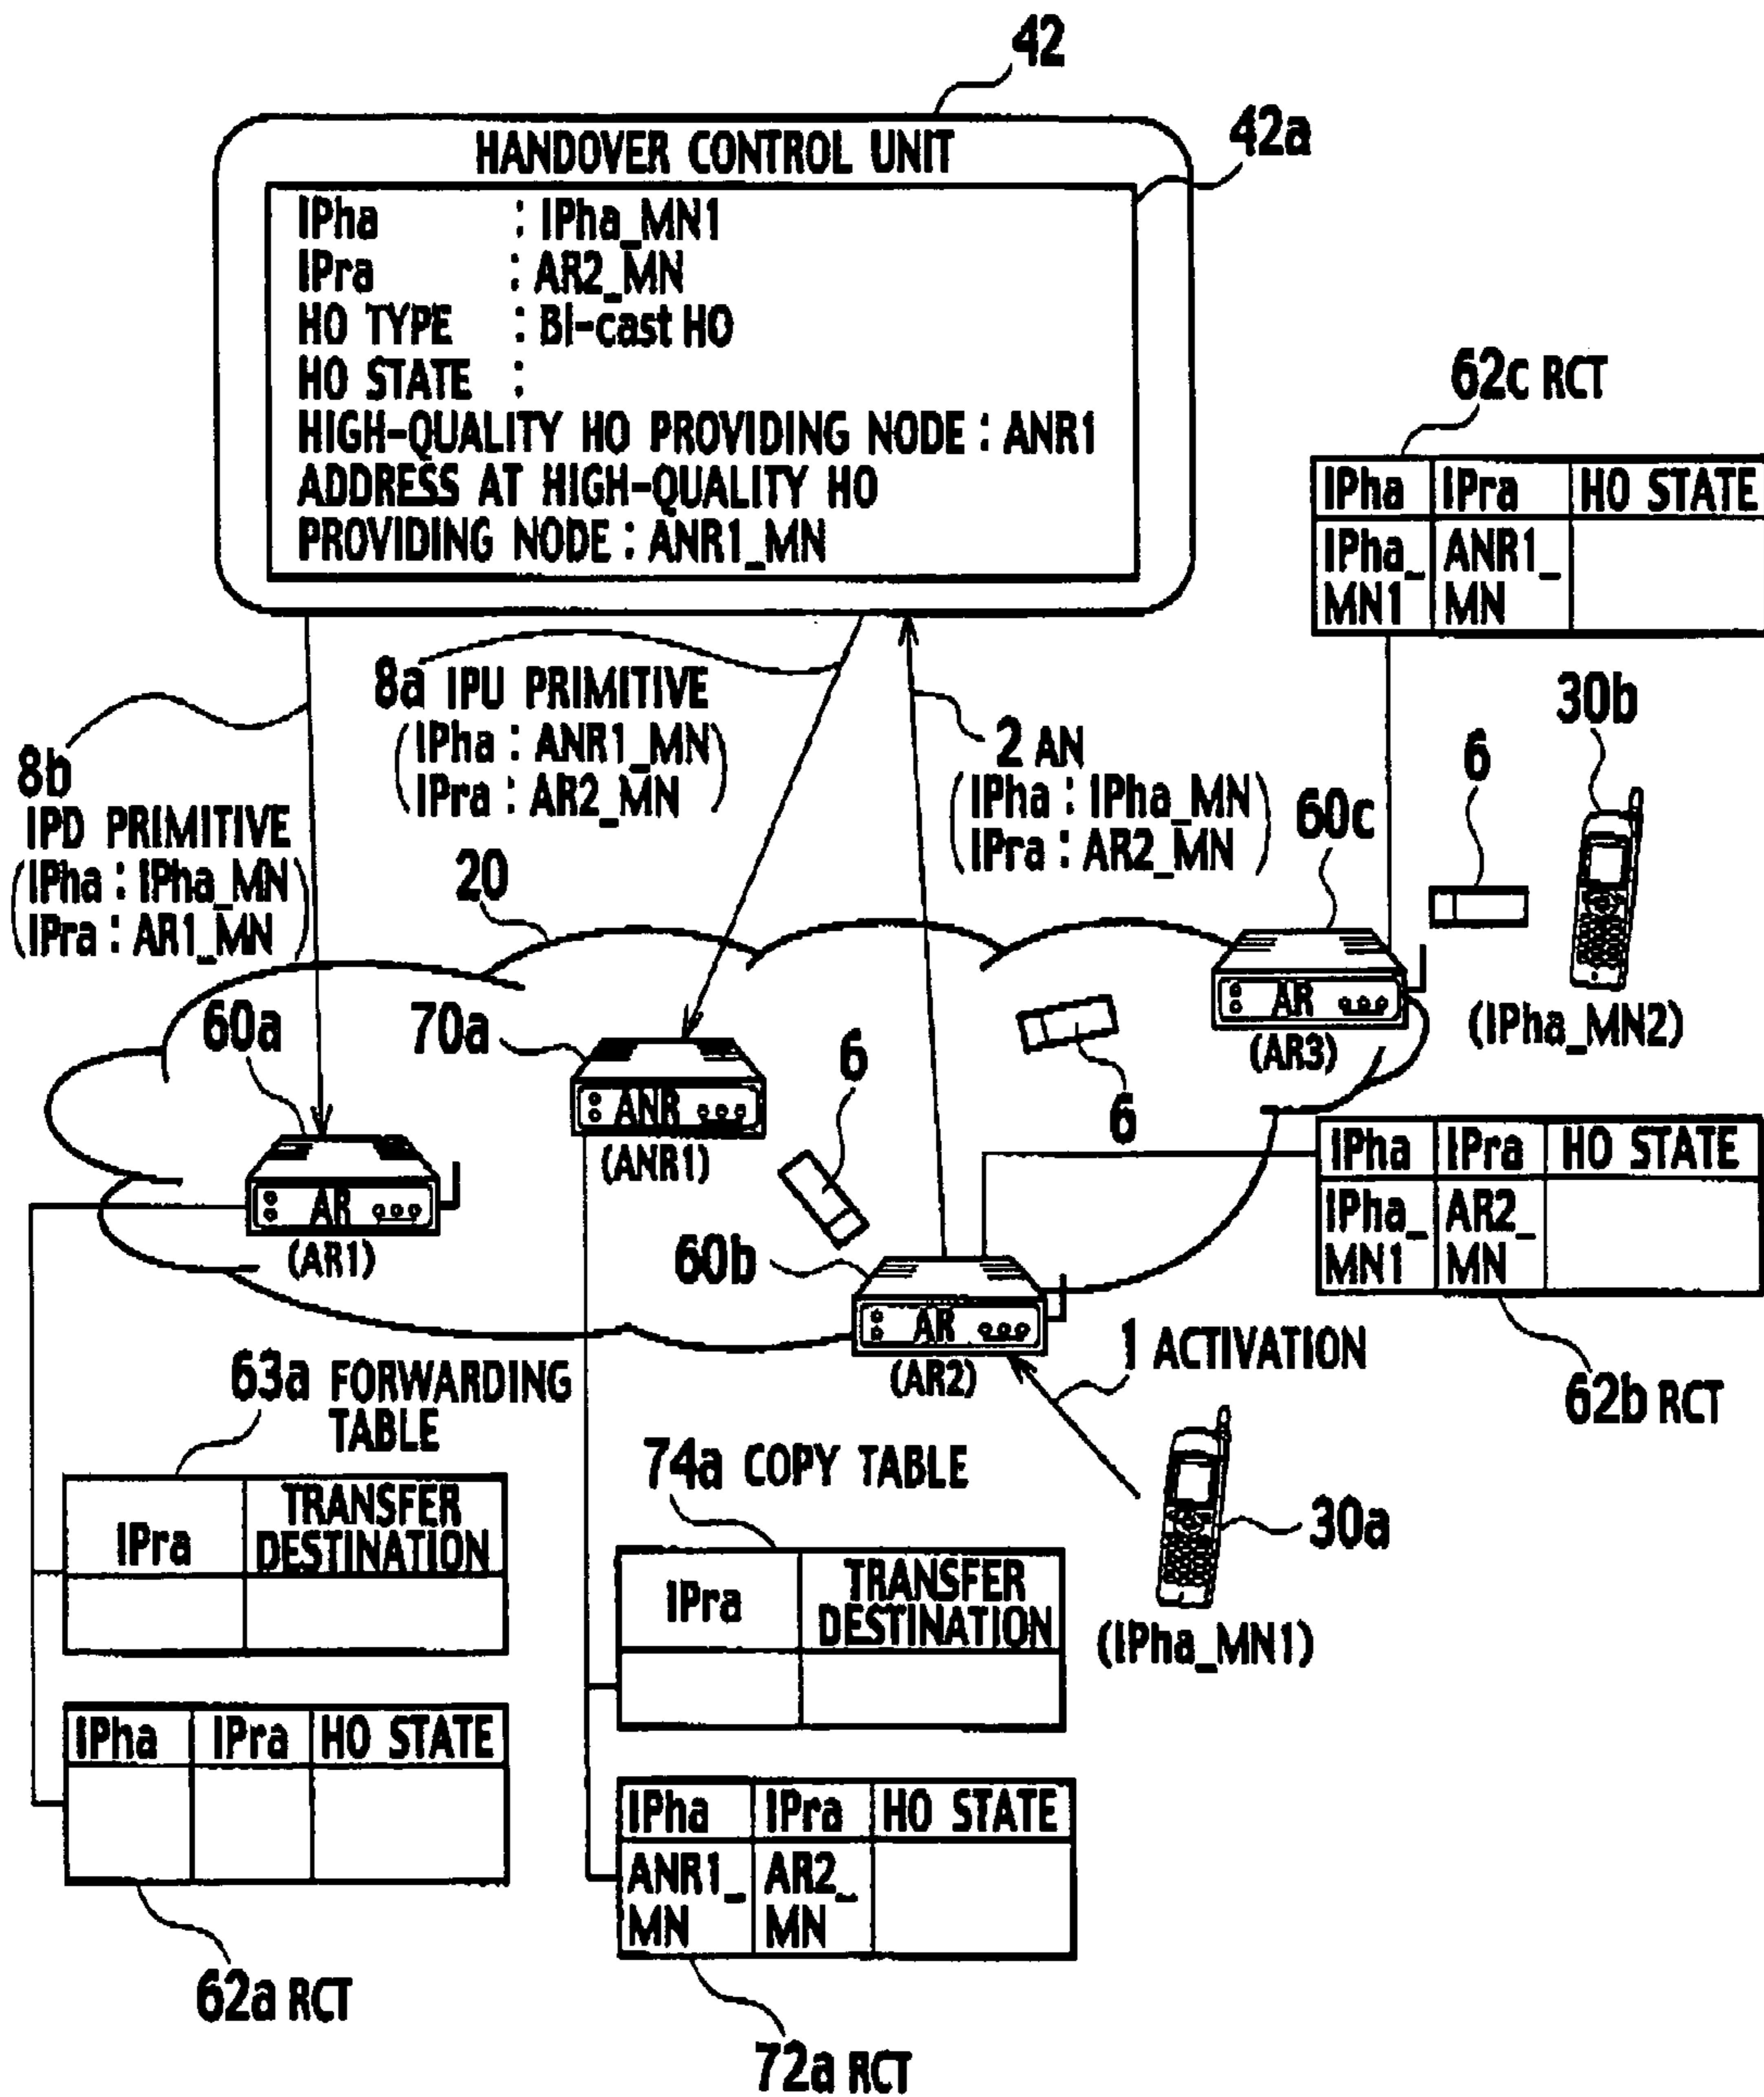 42
HANDOVER CONTROL UNIT
42a
IPha : IPha_MN1
IPra : AR2_MN
HO TYPE : Bi-cast HO
HO STATE :
HIGH-QUALITY HO PROVIDING NODE : ANR1
ADDRESS AT HIGH-QUALITY HO
PROVIDING NODE : ANR1_MN
62c RCT
IPha IPra HO STATE
IPha_ ANR1_
MN1 MN
8b
IPD PRIMITIVE
(IPha : IPha_MN
IPra : AR1_MN)
8a IPU PRIMITIVE
(IPha : ANR1_MN
IPra : AR2_MN)
2 AN
(IPha : IPha_MN
IPra : AR2_MN)
60c
6
30b
(IPha_MN2)
20
60a
70a
6
6
AR
(AR3)
ANR
(ANR1)
AR
(AR1)
60b
AR
(AR2)
IPha IPra HO STATE
IPha_ AR2_
MN1 MN
62b RCT
1 ACTIVATION
30a
(IPha_MN1)
63a FORWARDING
TABLE
IPra TRANSFER
DESTINATION
74a COPY TABLE
IPra TRANSFER
DESTINATION
IPha IPra HO STATE
62a RCT
IPha IPra HO STATE
ANR1_ AR2_
MN MN
72a RCT